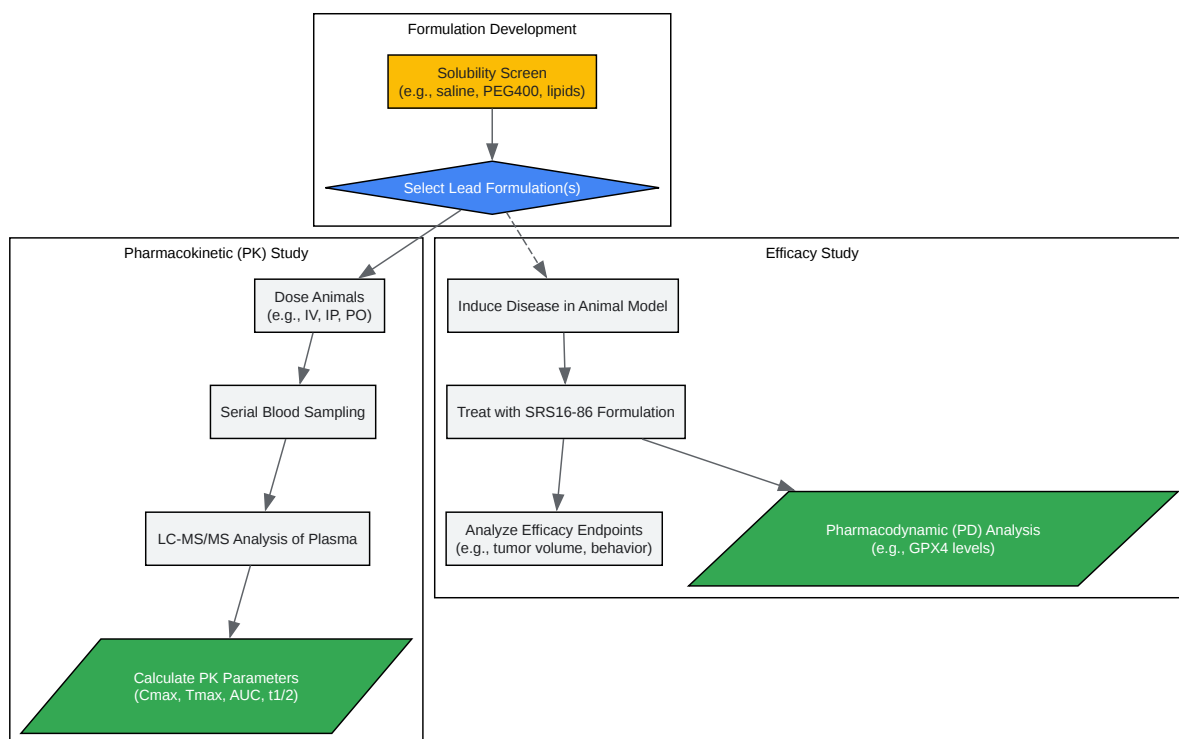 Formulation Development
Solubility Screen
(e.g., saline, PEG400, lipids)
Select Lead Formulation(s)
Pharmacokinetic (PK) Study
Dose Animals
(e.g., IV, IP, PO)
Serial Blood Sampling
LC-MS/MS Analysis of Plasma
Calculate PK Parameters
(Cmax, Tmax, AUC, t1/2)
Efficacy Study
Induce Disease in Animal Model
Treat with SRS16-86 Formulation
Analyze Efficacy Endpoints
(e.g., tumor volume, behavior)
Pharmacodynamic (PD) Analysis
(e.g., GPX4 levels)